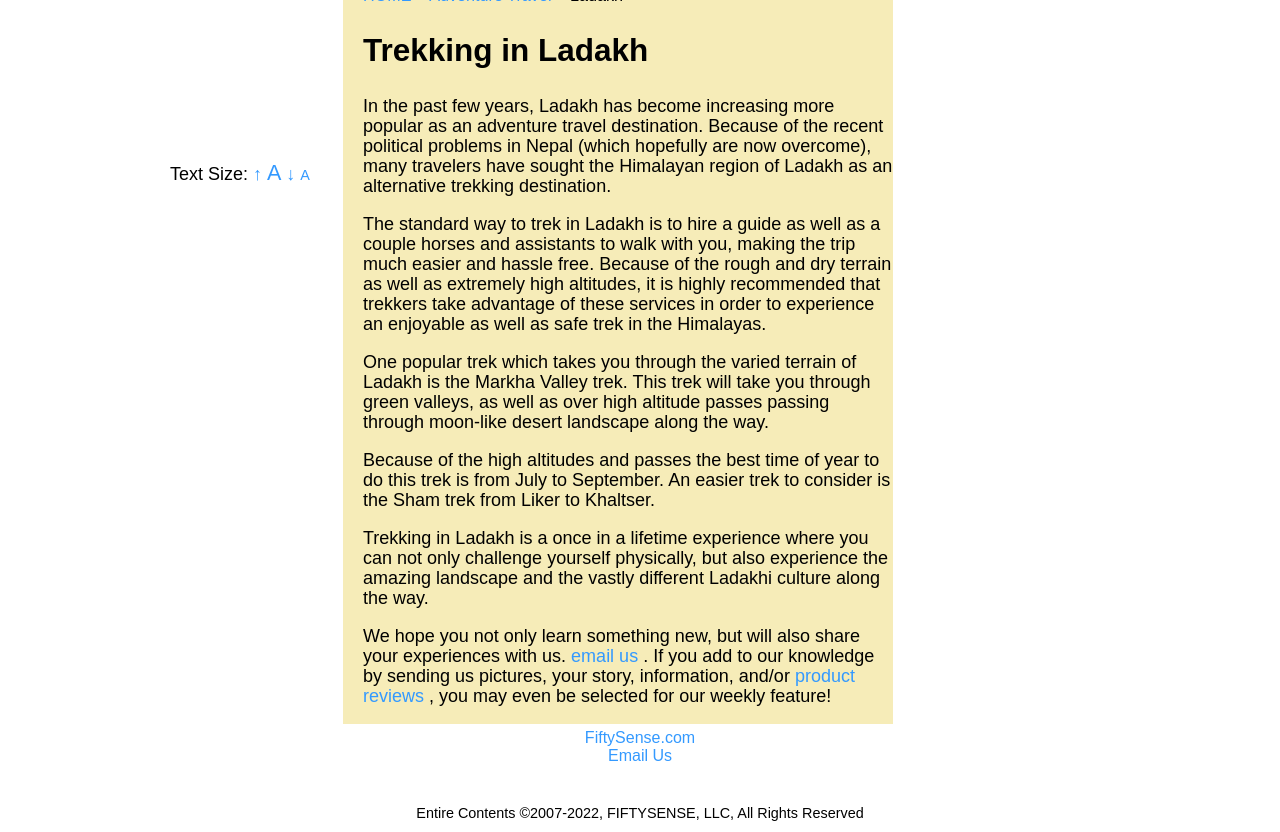 Trekking in Ladakh
In the past few years, Ladakh has become increasing more
popular as an adventure travel destination. Because of the recent
political problems in Nepal (which hopefully are now overcome),
many travelers have sought the Himalayan region of Ladakh as an
alternative trekking destination.
Text Size: ↑ A ↓ A
The standard way to trek in Ladakh is to hire a guide as well as a
couple horses and assistants to walk with you, making the trip
much easier and hassle free. Because of the rough and dry terrain
as well as extremely high altitudes, it is highly recommended that
trekkers take advantage of these services in order to experience
an enjoyable as well as safe trek in the Himalayas.
One popular trek which takes you through the varied terrain of
Ladakh is the Markha Valley trek. This trek will take you through
green valleys, as well as over high altitude passes passing
through moon-like desert landscape along the way.
Because of the high altitudes and passes the best time of year to
do this trek is from July to September. An easier trek to consider is
the Sham trek from Liker to Khaltser.
Trekking in Ladakh is a once in a lifetime experience where you
can not only challenge yourself physically, but also experience the
amazing landscape and the vastly different Ladakhi culture along
the way.
We hope you not only learn something new, but will also share
your experiences with us. email us . If you add to our knowledge
by sending us pictures, your story, information, and/or product
reviews , you may even be selected for our weekly feature!
FiftySense.com
Email Us
Entire Contents ©2007-2022, FIFTYSENSE, LLC, All Rights Reserved